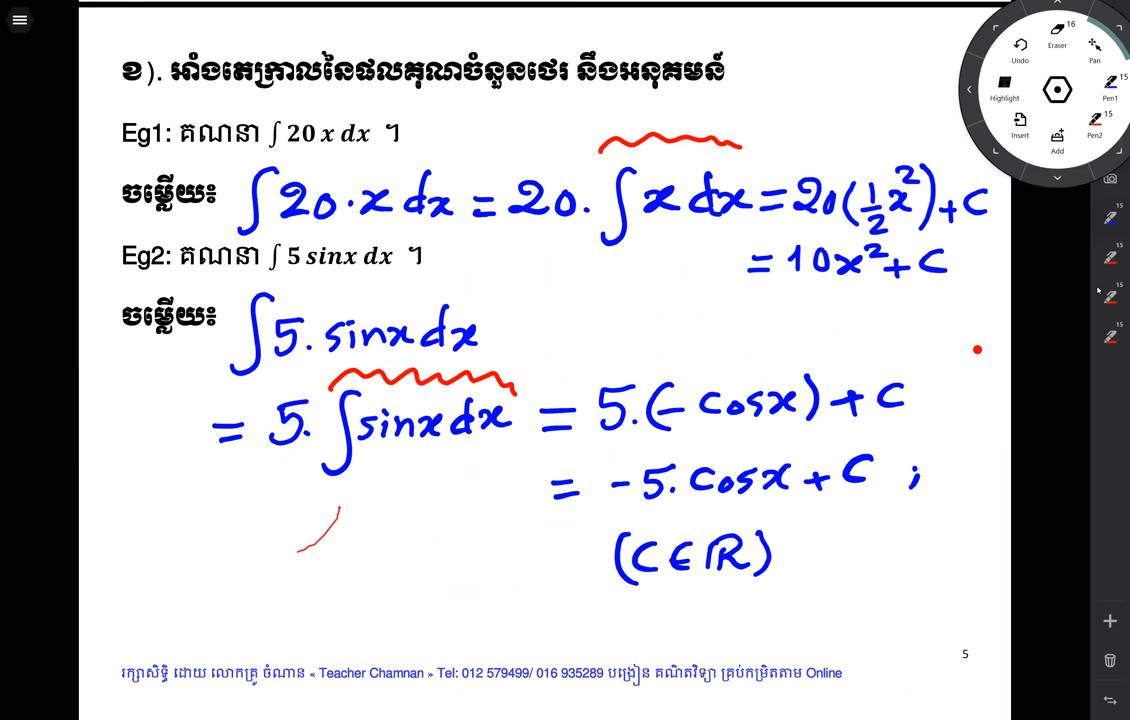 ខ). អាំងតេក្រាលនៃផលគុណចំនួនថេរ នឹងអនុគមន៍
Eg1: គណនា ∫ 20 x dx ។
ចម្លើយ៖ ∫ 20 · x dx = 20. ∫ x dx = 20(½ x²) + C
= 10x² + C
Eg2: គណនា ∫ 5 sinx dx ។
ចម្លើយ៖ ∫ 5. sinx dx
= 5. ∫ sinx dx = 5.(- cosx) + C
= -5. cosx + C ;
(C ∈ ℝ)
5
រក្សាសិទ្ធិ ដោយ លោកគ្រូ ចំណាន « Teacher Chamnan » Tel: 012 579499/ 016 935289 បង្រៀន គណិតវិទ្យា គ្រប់កម្រិតតាម Online
16
Eraser
Undo
Pan
Highlight
15
Pen1
Insert
15
Pen2
Add
15
15
15
15